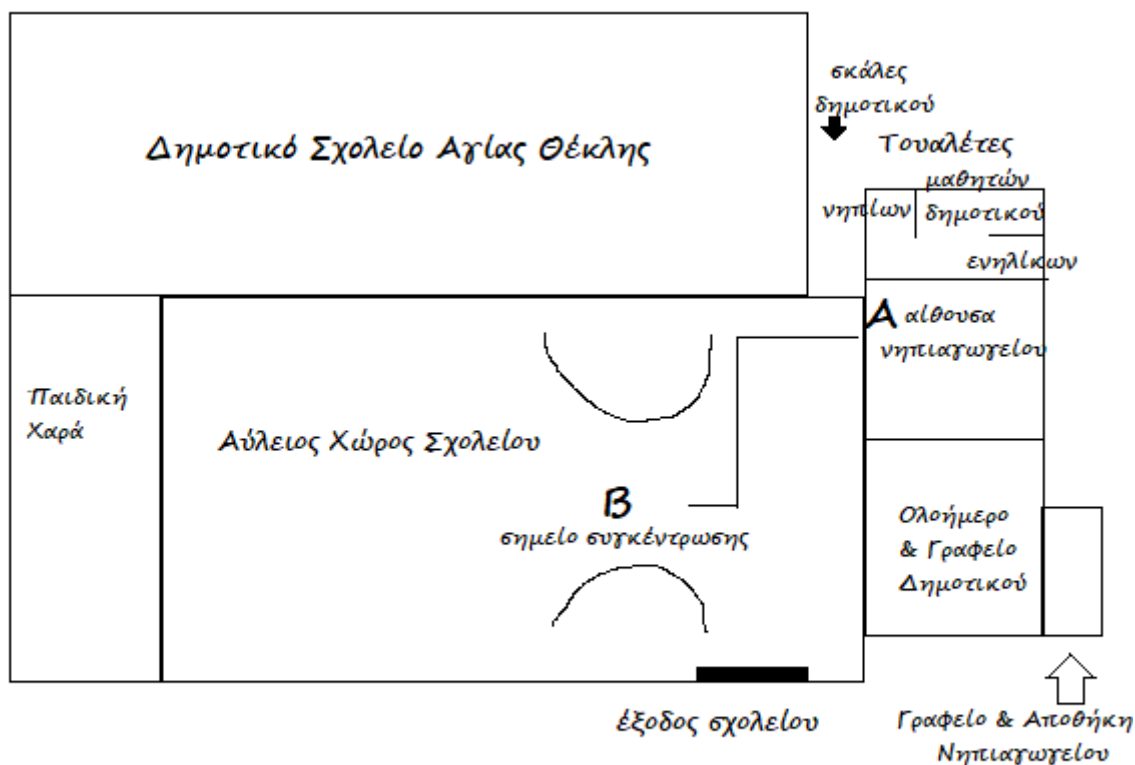 Δημοτικό Σχολείο Αγίας Θέκλης
σκάλες
δημοτικού
Τουαλέτες
μαθητών
νηπίων
δημοτικού
ενηλίκων
Α αίθουσα
νηπιαγωγείου
Παιδική
Χαρά
Αύλειος Χώρος Σχολείου
Β
σημείο συγκέντρωσης
Ολοήμερο
& Γραφείο
Δημοτικού
έξοδος σχολείου
Γραφείο & Αποθήκη
Νηπιαγωγείου